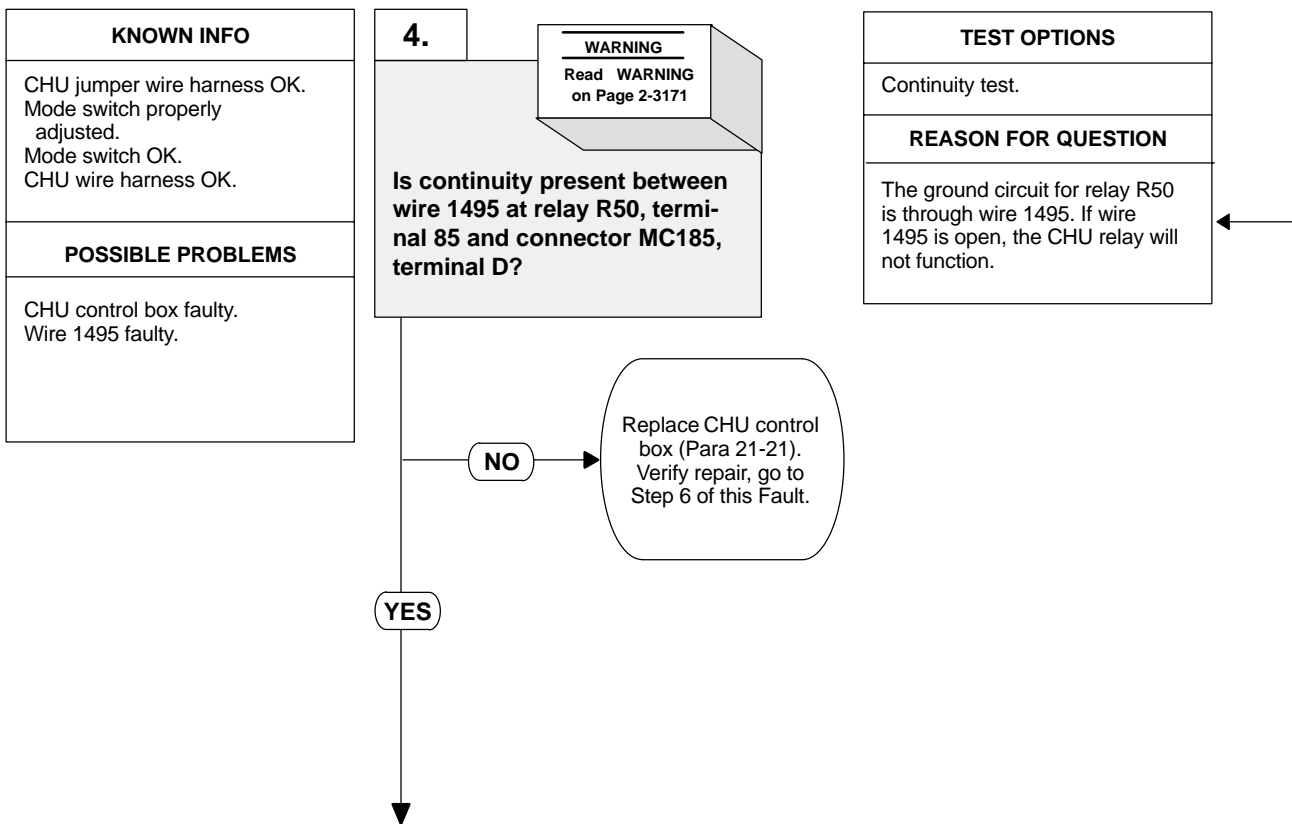 KNOWN INFO
CHU jumper wire harness OK.
Mode switch properly
adjusted.
Mode switch OK.
CHU wire harness OK.
POSSIBLE PROBLEMS
CHU control box faulty.
Wire 1495 faulty.
4.
WARNING
Read WARNING
on Page 2-3171
Is continuity present between
wire 1495 at relay R50, termi-
nal 85 and connector MC185,
terminal D?
TEST OPTIONS
Continuity test.
REASON FOR QUESTION
The ground circuit for relay R50
is through wire 1495. If wire
1495 is open, the CHU relay will
not function.
NO
Replace CHU control
box (Para 21-21).
Verify repair, go to
Step 6 of this Fault.
YES